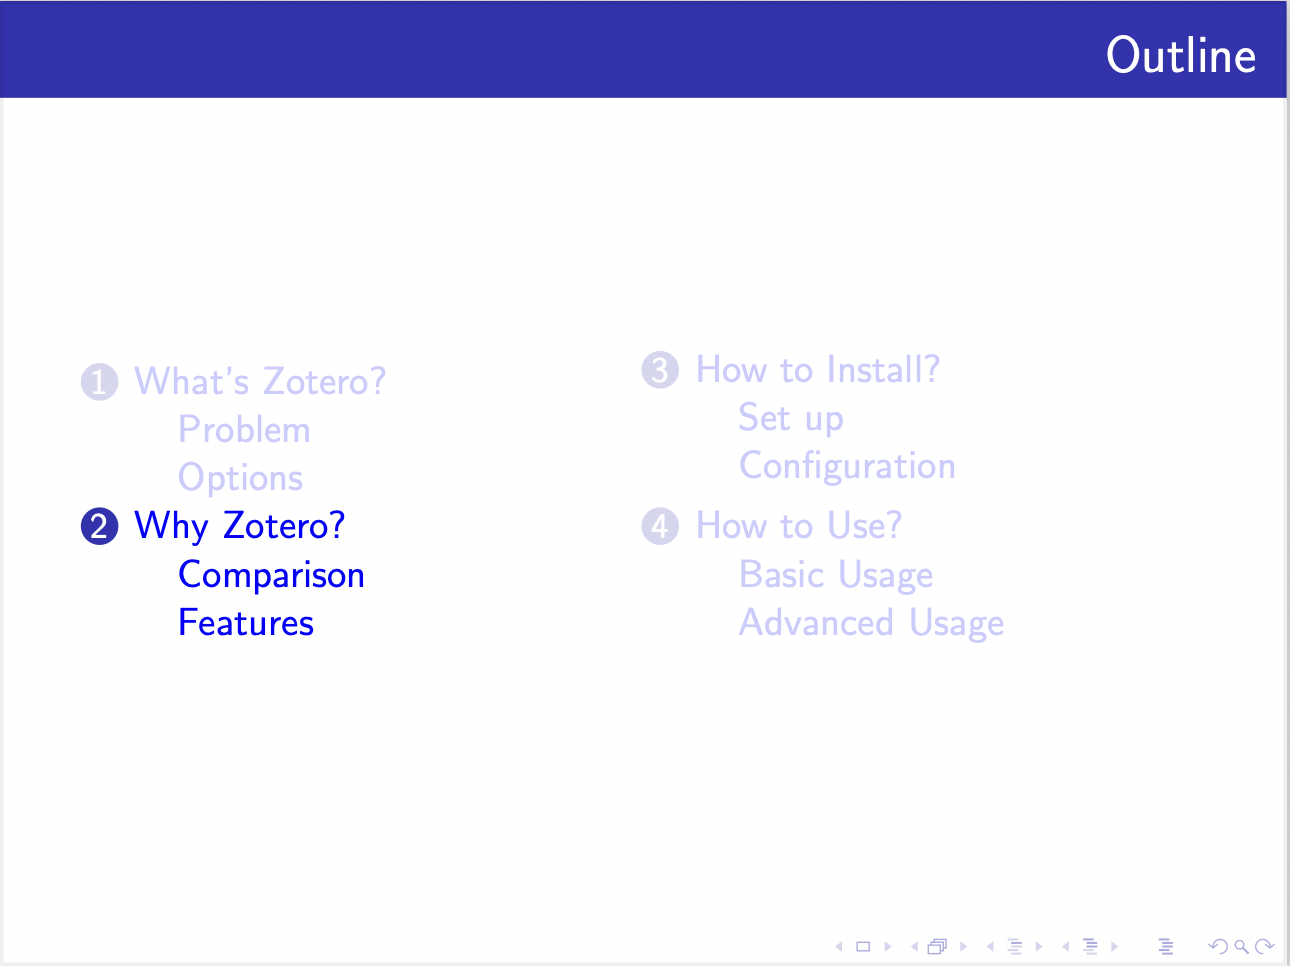 Outline
1 What's Zotero?
Problem
Options
2 Why Zotero?
Comparison
Features
3 How to Install?
Set up
Configuration
4 How to Use?
Basic Usage
Advanced Usage